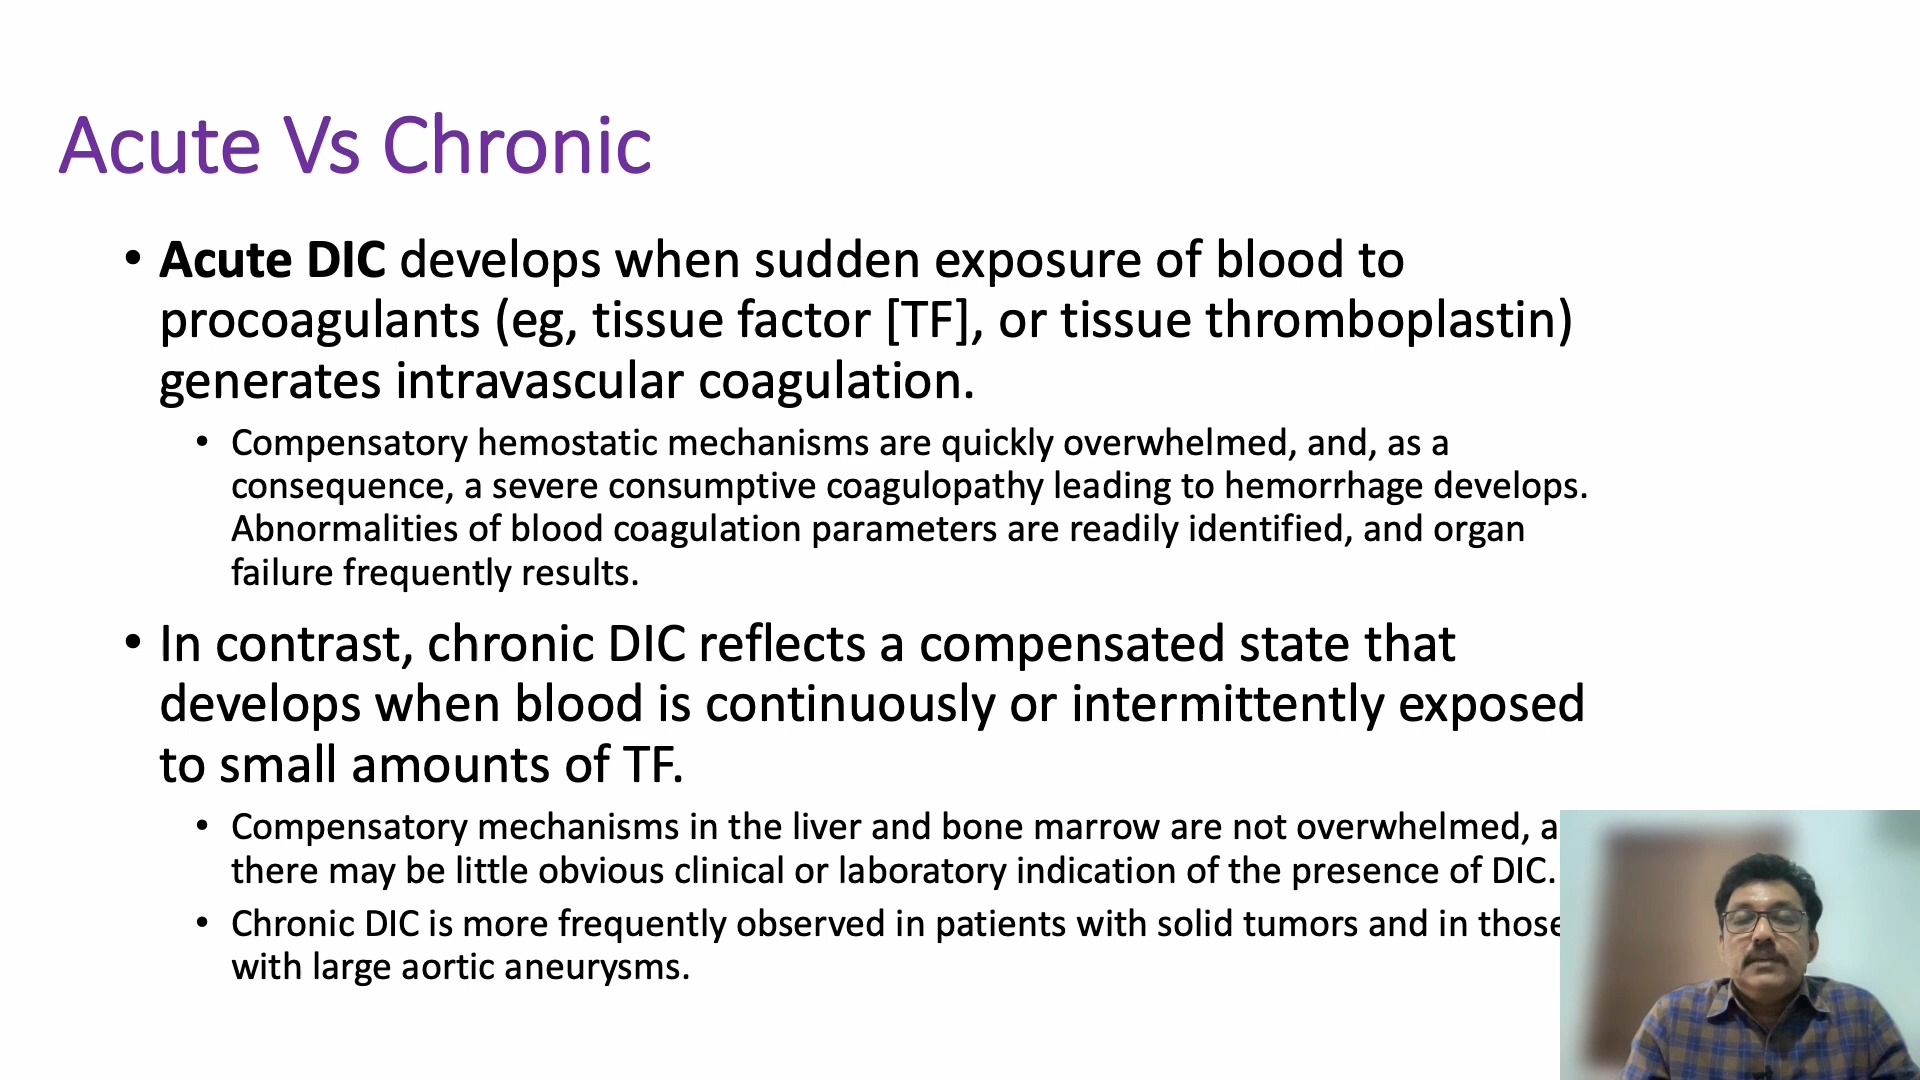 Acute Vs Chronic
• Acute DIC develops when sudden exposure of blood to
procoagulants (eg, tissue factor [TF], or tissue thromboplastin)
generates intravascular coagulation.
• Compensatory hemostatic mechanisms are quickly overwhelmed, and, as a
consequence, a severe consumptive coagulopathy leading to hemorrhage develops.
Abnormalities of blood coagulation parameters are readily identified, and organ
failure frequently results.
• In contrast, chronic DIC reflects a compensated state that
develops when blood is continuously or intermittently exposed
to small amounts of TF.
• Compensatory mechanisms in the liver and bone marrow are not overwhelmed,
there may be little obvious clinical or laboratory indication of the presence of DIC.
• Chronic DIC is more frequently observed in patients with solid tumors and in those
with large aortic aneurysms.